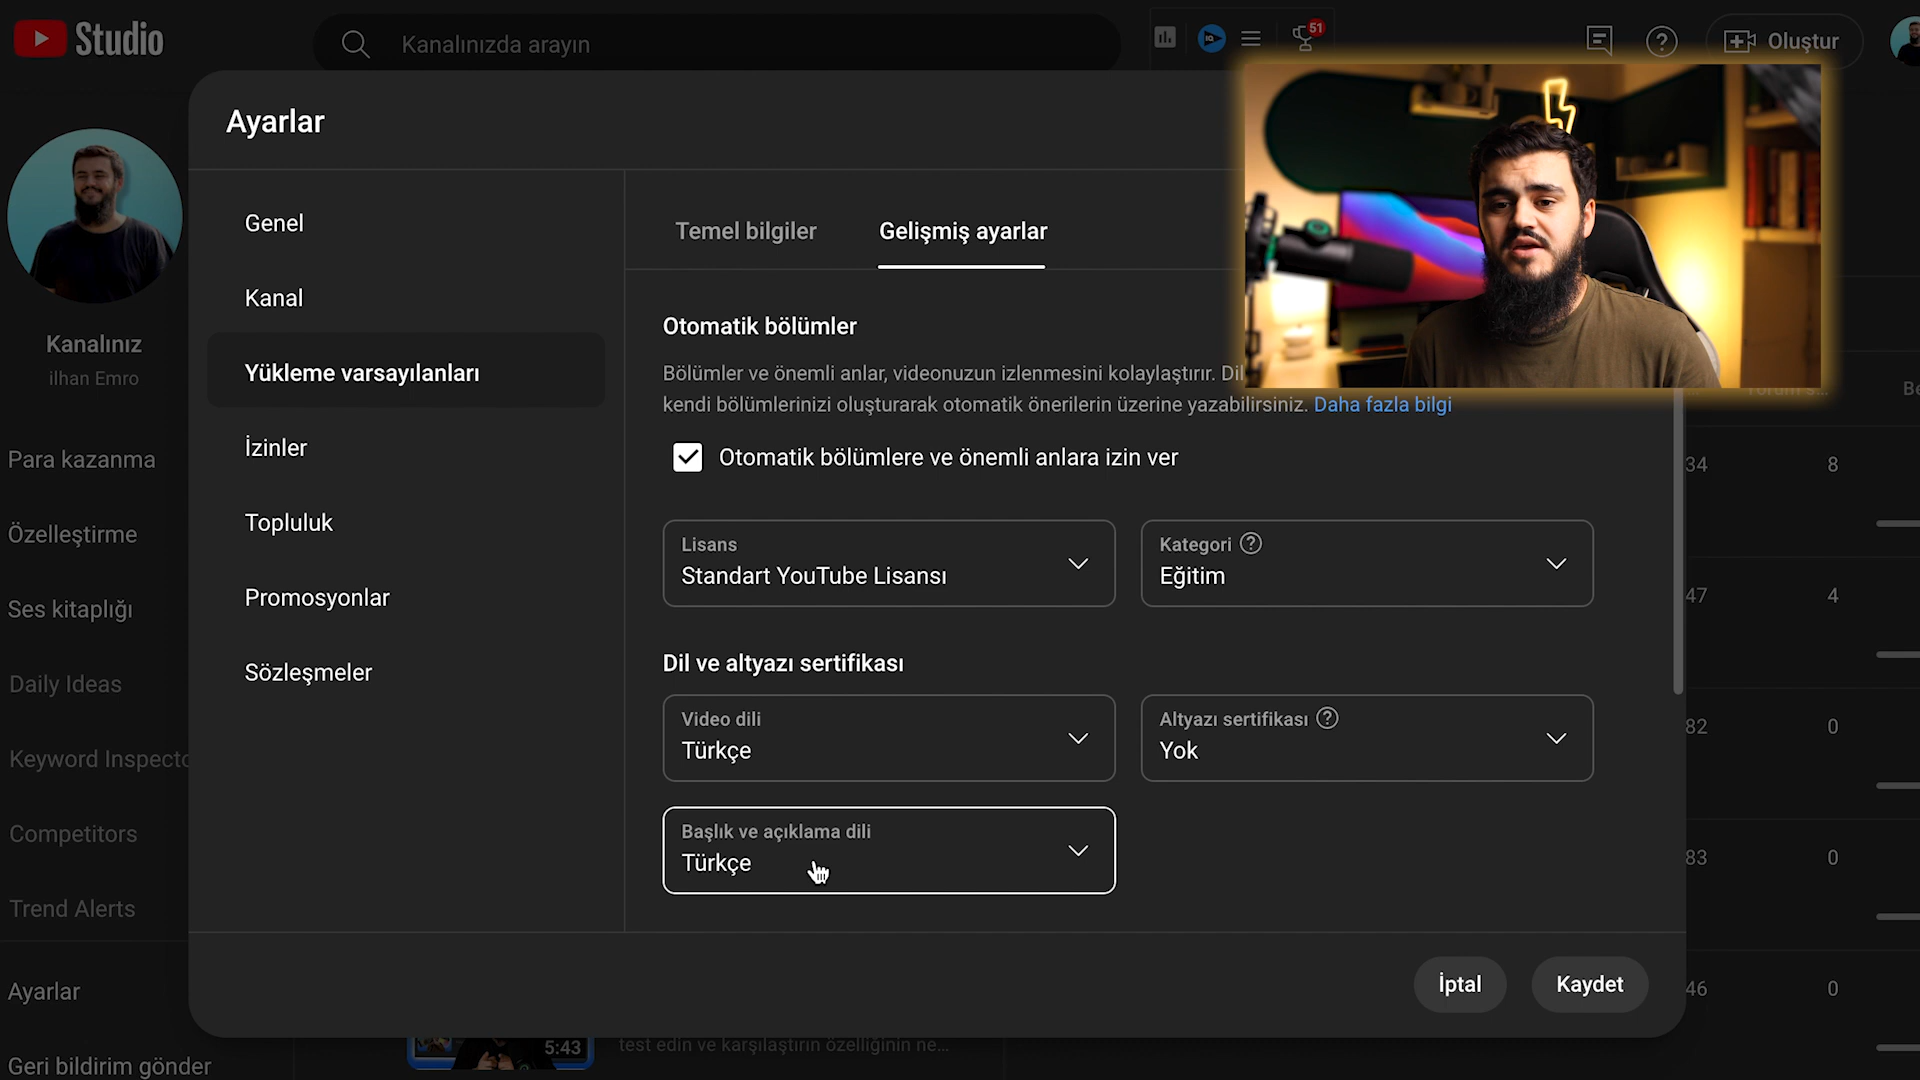 Studio
Kanalınızda arayın
IQ
51
Oluştur
Ayarlar
Kanalınız
ilhan Emro
Para kazanma
Özelleştirme
Ses kitaplığı
Daily Ideas
Keyword Inspecto
Competitors
Trend Alerts
Ayarlar
Geri bildirim gönder
Genel
Kanal
Yükleme varsayılanları
İzinler
Topluluk
Promosyonlar
Sözleşmeler
Temel bilgiler
Gelişmiş ayarlar
Otomatik bölümler
Bölümler ve önemli anlar, videonuzun izlenmesini kolaylaştırır. Dil
kendi bölümlerinizi oluşturarak otomatik önerilerin üzerine yazabilirsiniz. Daha fazla bilgi
Otomatik bölümlere ve önemli anlara izin ver
Lisans
Standart YouTube Lisansı
Kategori
Eğitim
Dil ve altyazı sertifikası
Video dili
Türkçe
Altyazı sertifikası
Yok
Başlık ve açıklama dili
Türkçe
İptal
Kaydet
Be
34 8
47 4
82 0
83 0
46 0
5:43
test edin ve karşılaştırın özelliğinin ne...